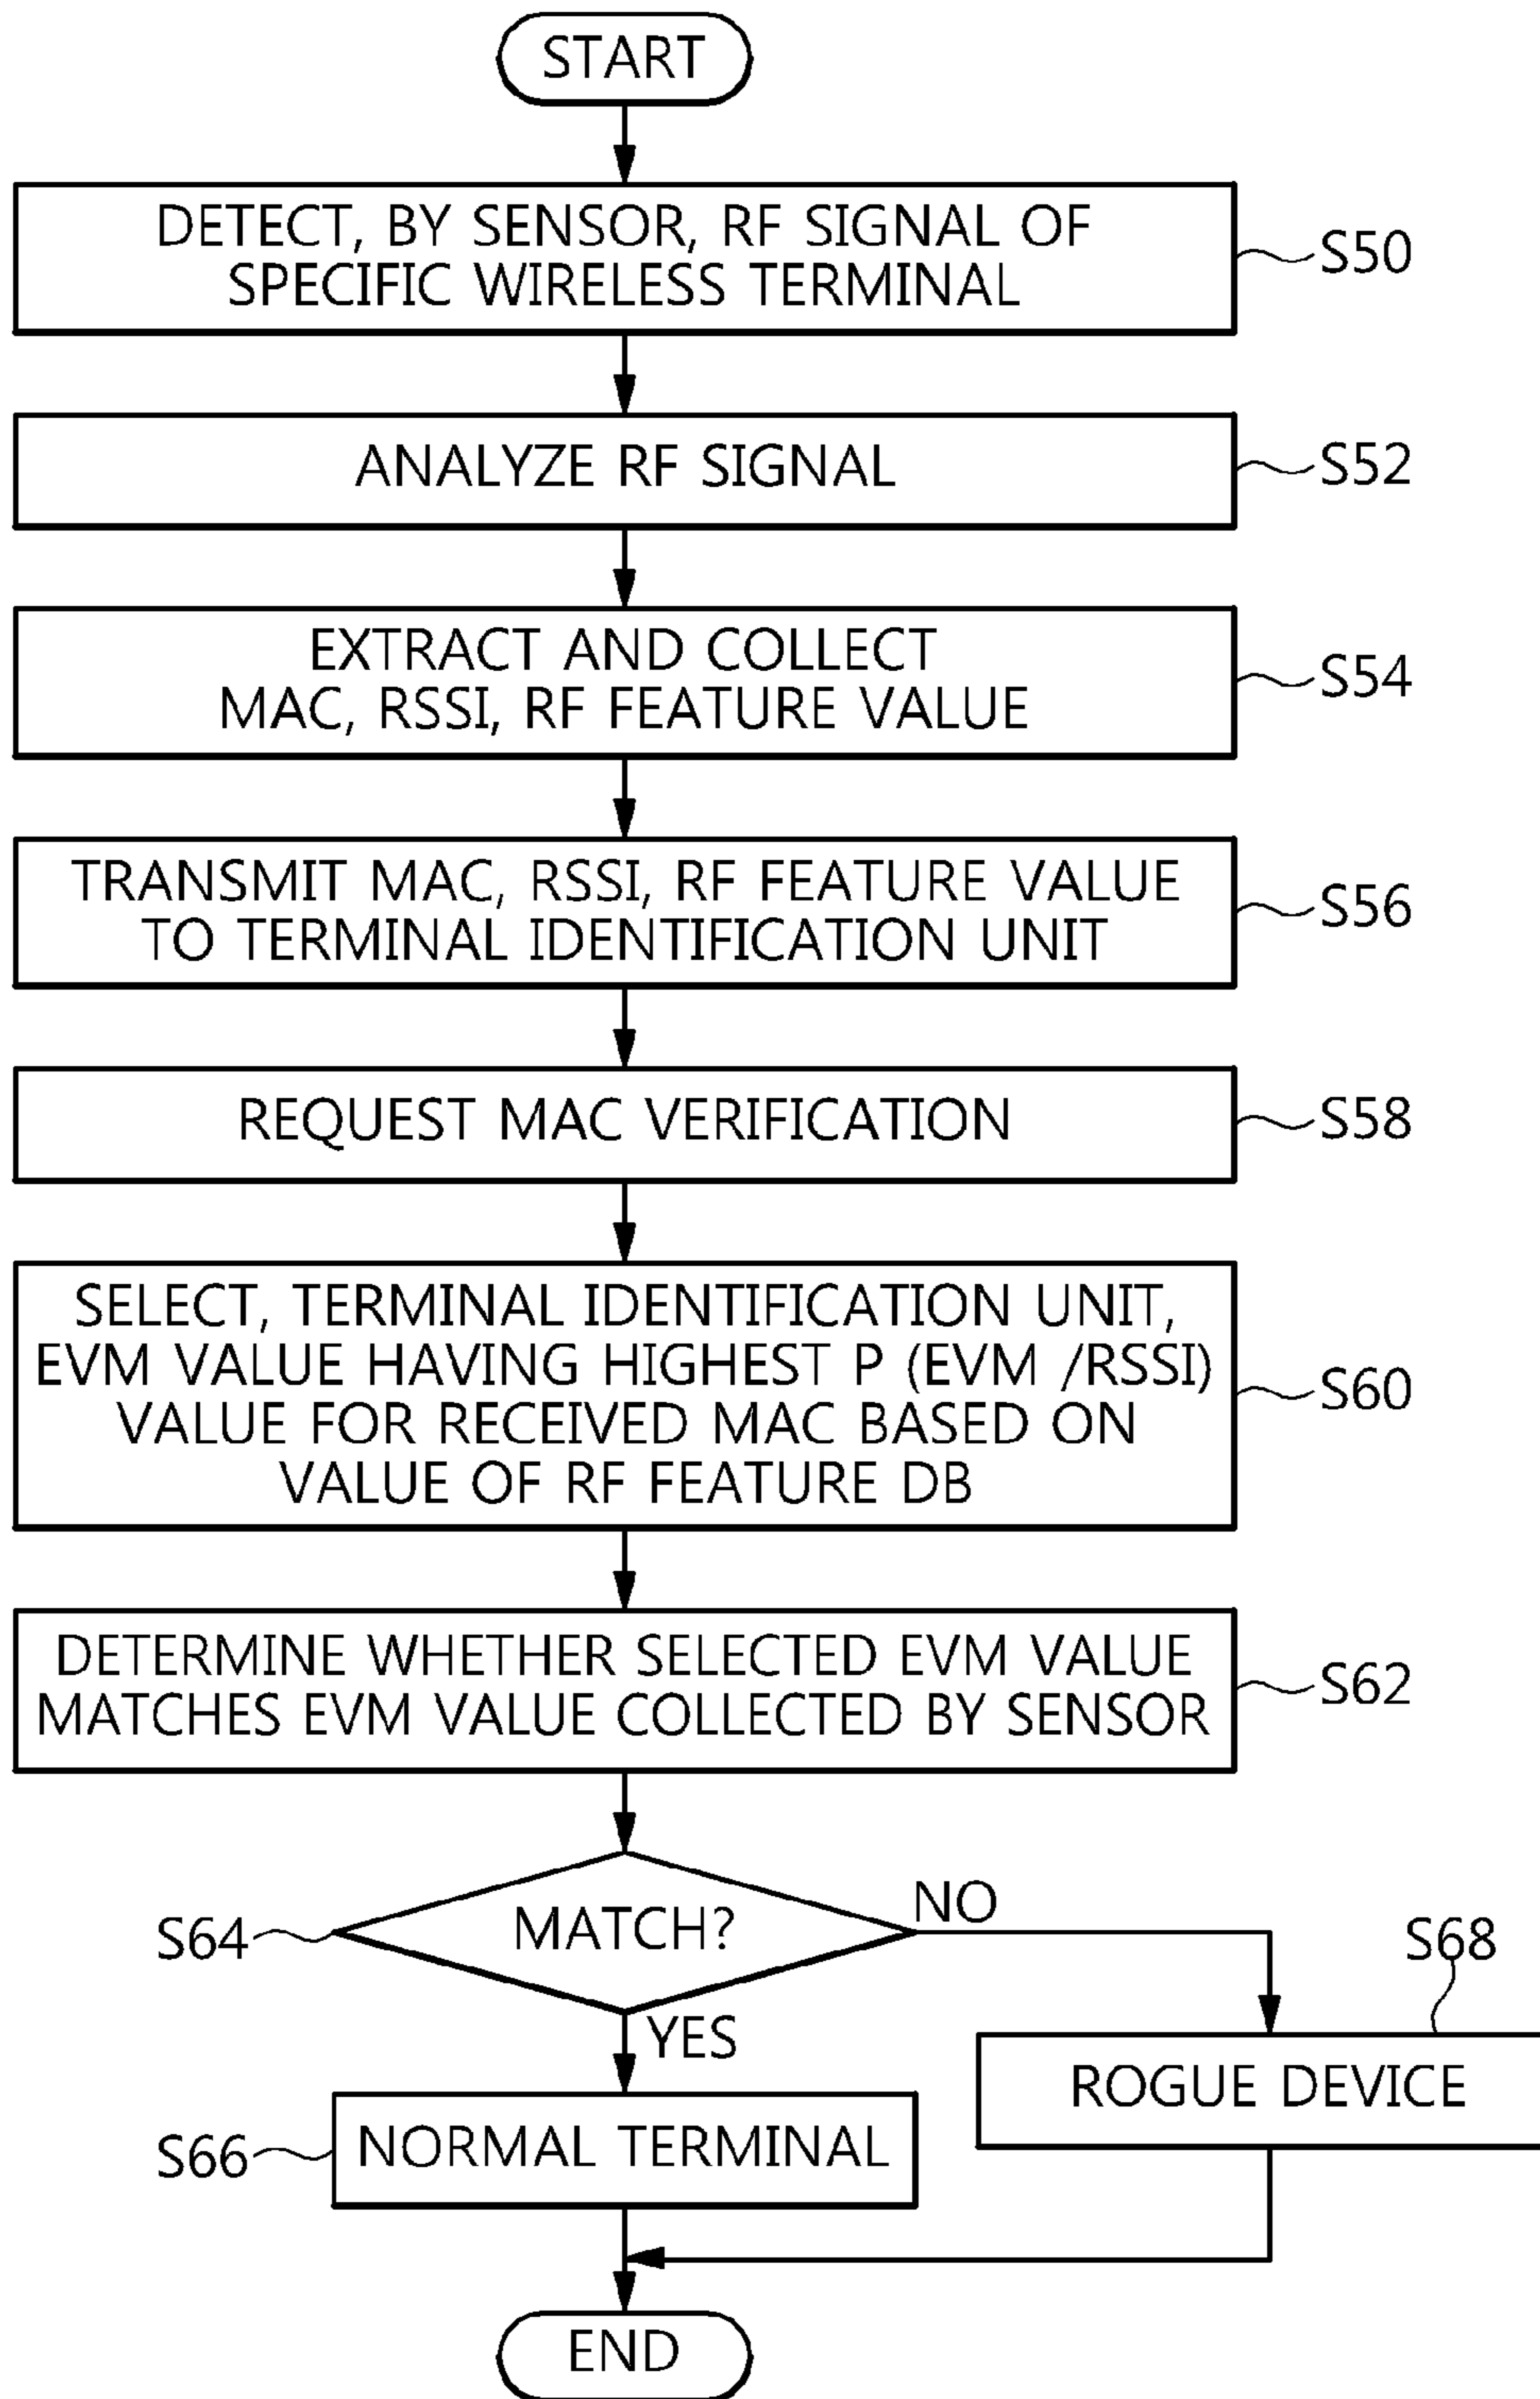 START
DETECT, BY SENSOR, RF SIGNAL OF
SPECIFIC WIRELESS TERMINAL
S50
ANALYZE RF SIGNAL
S52
EXTRACT AND COLLECT
MAC, RSSI, RF FEATURE VALUE
S54
TRANSMIT MAC, RSSI, RF FEATURE VALUE
TO TERMINAL IDENTIFICATION UNIT
S56
REQUEST MAC VERIFICATION
S58
SELECT, TERMINAL IDENTIFICATION UNIT,
EVM VALUE HAVING HIGHEST P (EVM /RSSI)
VALUE FOR RECEIVED MAC BASED ON
VALUE OF RF FEATURE DB
S60
DETERMINE WHETHER SELECTED EVM VALUE
MATCHES EVM VALUE COLLECTED BY SENSOR
S62
S64
MATCH?
NO
S68
YES
ROGUE DEVICE
S66
NORMAL TERMINAL
END